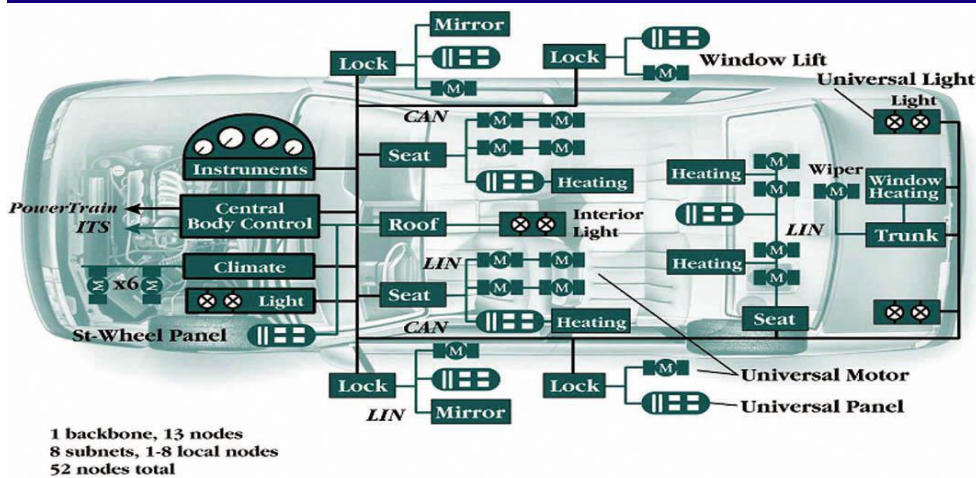 Mirror
Lock
M
Lock
M
Window Lift
Universal Light
Light
CAN
Instruments
Seat
M
M
M
M
Heating
Heating
M
M
Wiper
M
Window
Heating
PowerTrain
ITS
Central
Body Control
Roof
Interior
Light
LIN
Trunk
Climate
LIN
M
M
Heating
M
M
M
x6
M
Light
Seat
M
M
CAN
Heating
Seat
St-Wheel Panel
M
Lock
LIN
Mirror
Lock
M
Universal Motor
Universal Panel
1 backbone, 13 nodes
8 subnets, 1-8 local nodes
52 nodes total